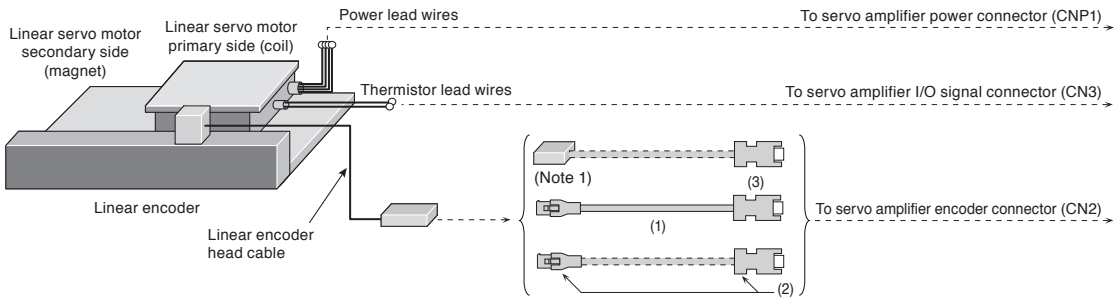 Power lead wires
To servo amplifier power connector (CNP1)
Linear servo motor
secondary side
(magnet)
Linear servo motor
primary side (coil)
Thermistor lead wires
To servo amplifier I/O signal connector (CN3)
(Note 1)
(3)
Linear encoder
(1)
To servo amplifier encoder connector (CN2)
Linear encoder
head cable
(2)